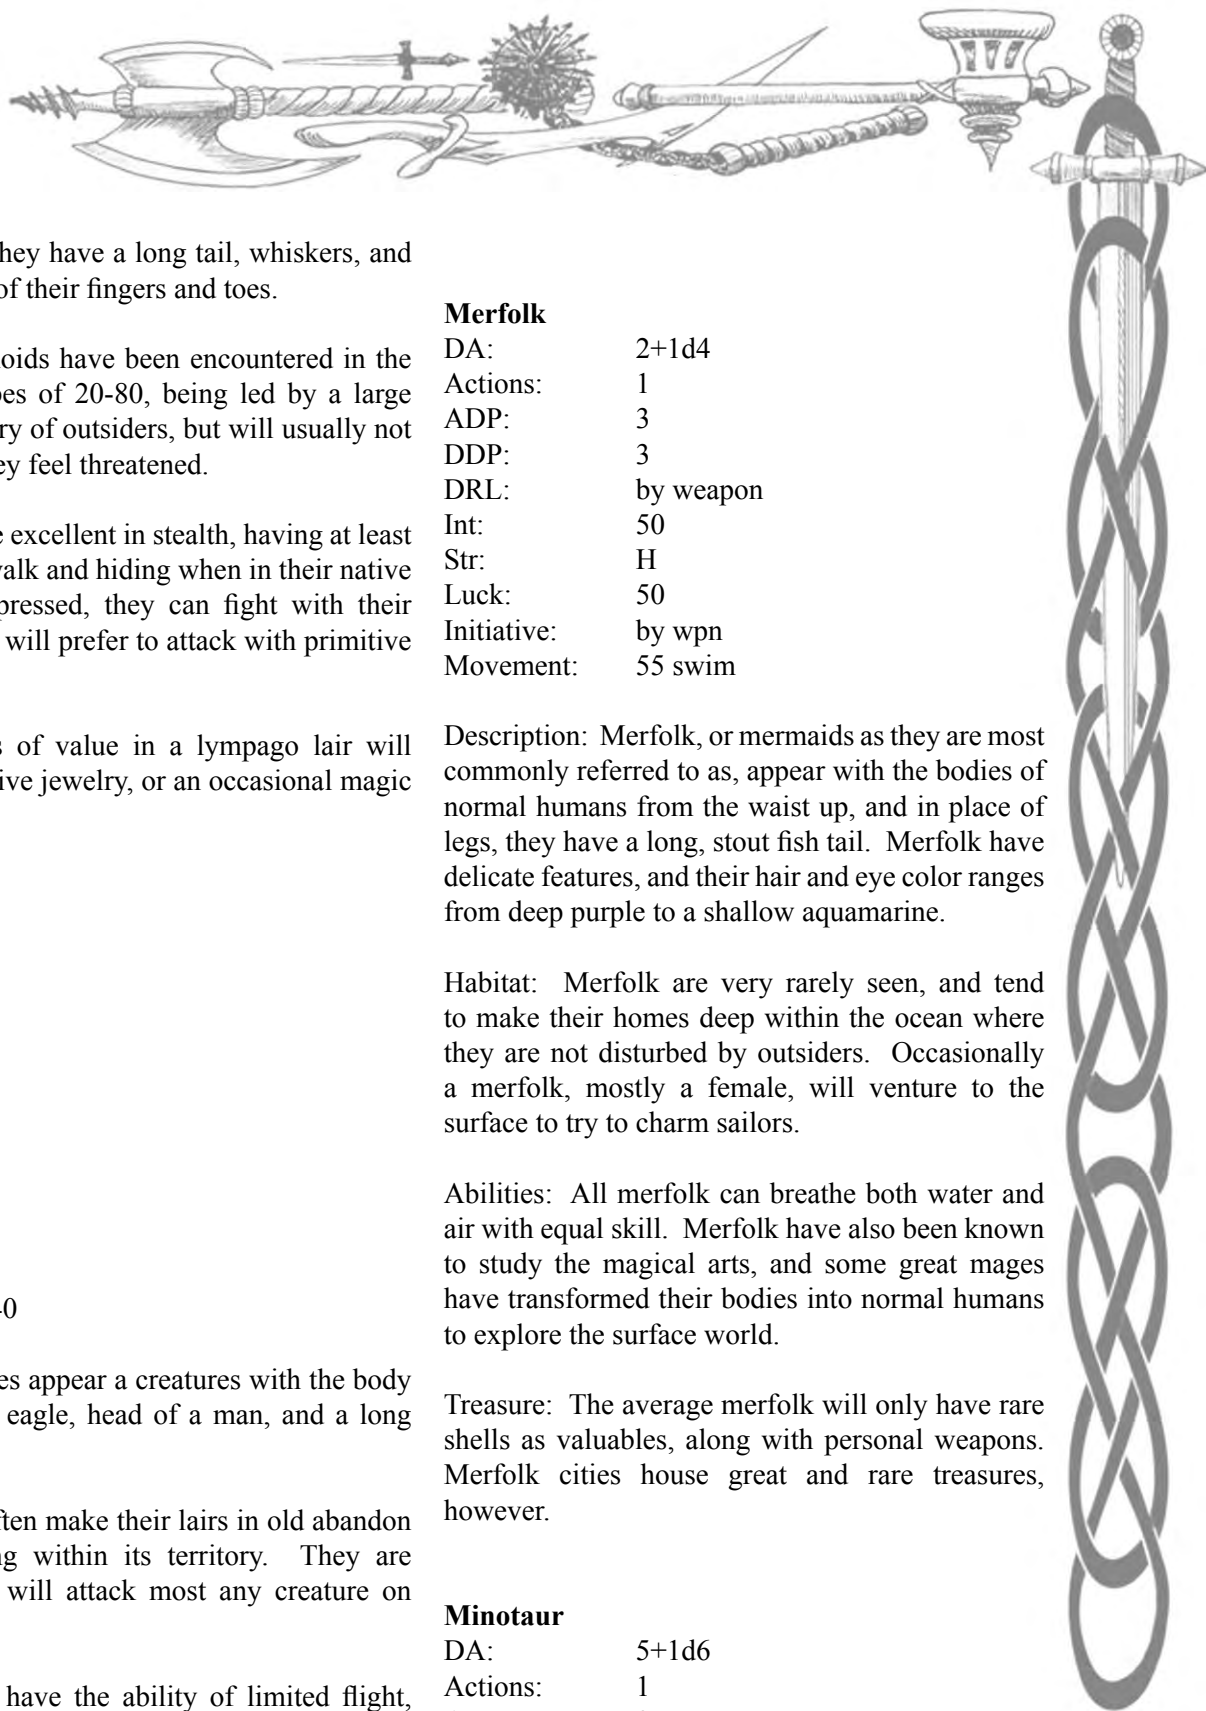 hey have a long tail, whiskers, and
of their fingers and toes.
oids have been encountered in the
es of 20-80, being led by a large
ry of outsiders, but will usually not
ey feel threatened.
e excellent in stealth, having at least
walk and hiding when in their native
pressed, they can fight with their
will prefer to attack with primitive
s of value in a lympago lair will
ive jewelry, or an occasional magic
0
es appear a creatures with the body
eagle, head of a man, and a long
ften make their lairs in old abandon
ng within its territory. They are
will attack most any creature on
have the ability of limited flight,
Merfolk
DA: 2+1d4
Actions: 1
ADP: 3
DDP: 3
DRL: by weapon
Int: 50
Str: H
Luck: 50
Initiative: by wpn
Movement: 55 swim
Description: Merfolk, or mermaids as they are most
commonly referred to as, appear with the bodies of
normal humans from the waist up, and in place of
legs, they have a long, stout fish tail. Merfolk have
delicate features, and their hair and eye color ranges
from deep purple to a shallow aquamarine.
Habitat: Merfolk are very rarely seen, and tend
to make their homes deep within the ocean where
they are not disturbed by outsiders. Occasionally
a merfolk, mostly a female, will venture to the
surface to try to charm sailors.
Abilities: All merfolk can breathe both water and
air with equal skill. Merfolk have also been known
to study the magical arts, and some great mages
have transformed their bodies into normal humans
to explore the surface world.
Treasure: The average merfolk will only have rare
shells as valuables, along with personal weapons.
Merfolk cities house great and rare treasures,
however.
Minotaur
DA: 5+1d6
Actions: 1